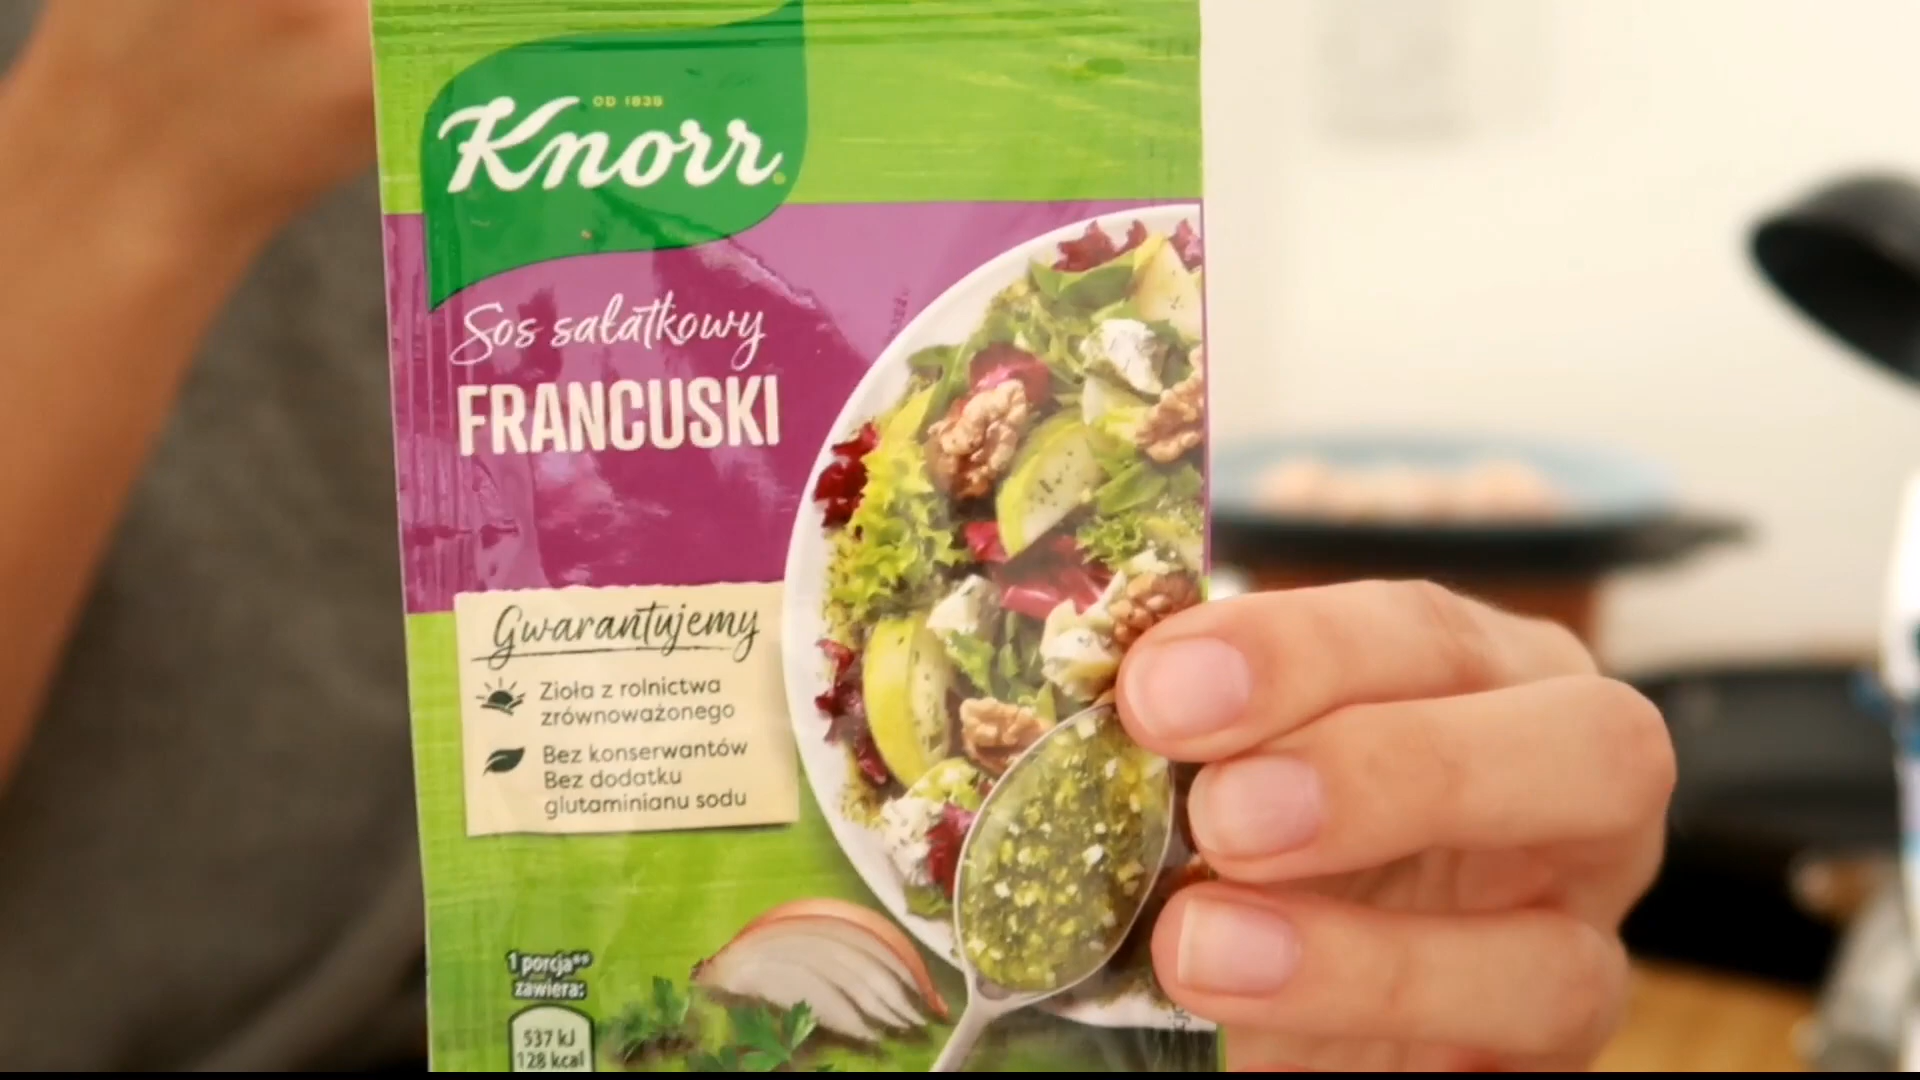 OD 1838
Knorr
Sos sałatkowy
FRANCUSKI
Gwarantujemy
Zioła z rolnictwa
zrównoważonego
Bez konserwantów
Bez dodatku
glutaminianu sodu
1 porcja**
zawiera:
537 kJ
128 kcal